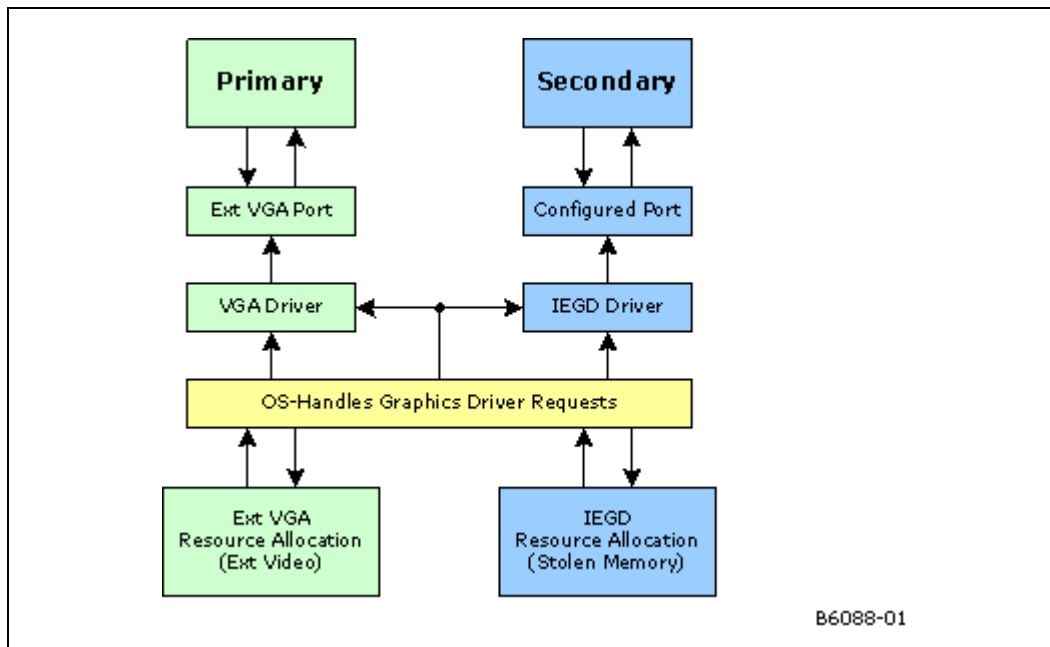 Primary
Secondary
Ext VGA Port
Configured Port
VGA Driver
IEGD Driver
OS-Handles Graphics Driver Requests
Ext VGA
Resource Allocation
(Ext Video)
IEGD
Resource Allocation
(Stolen Memory)
B6088-01